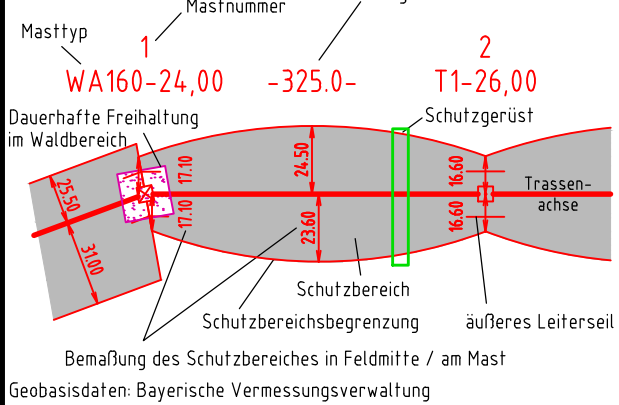 Mastnummer
Masttyp
1
2
WA160-24,00
-325.0-
T1-26,00
Dauerhafte Freihaltung
im Waldbereich
Schutzgerüst
25.50
31.00
17.10
17.10
24.50
23.60
16.60
16.60
Trassen-
achse
Schutzbereich
Schutzbereichsbegrenzung
äußeres Leiterseil
Bemaßung des Schutzbereiches in Feldmitte / am Mast
Geobasisdaten: Bayerische Vermessungsverwaltung